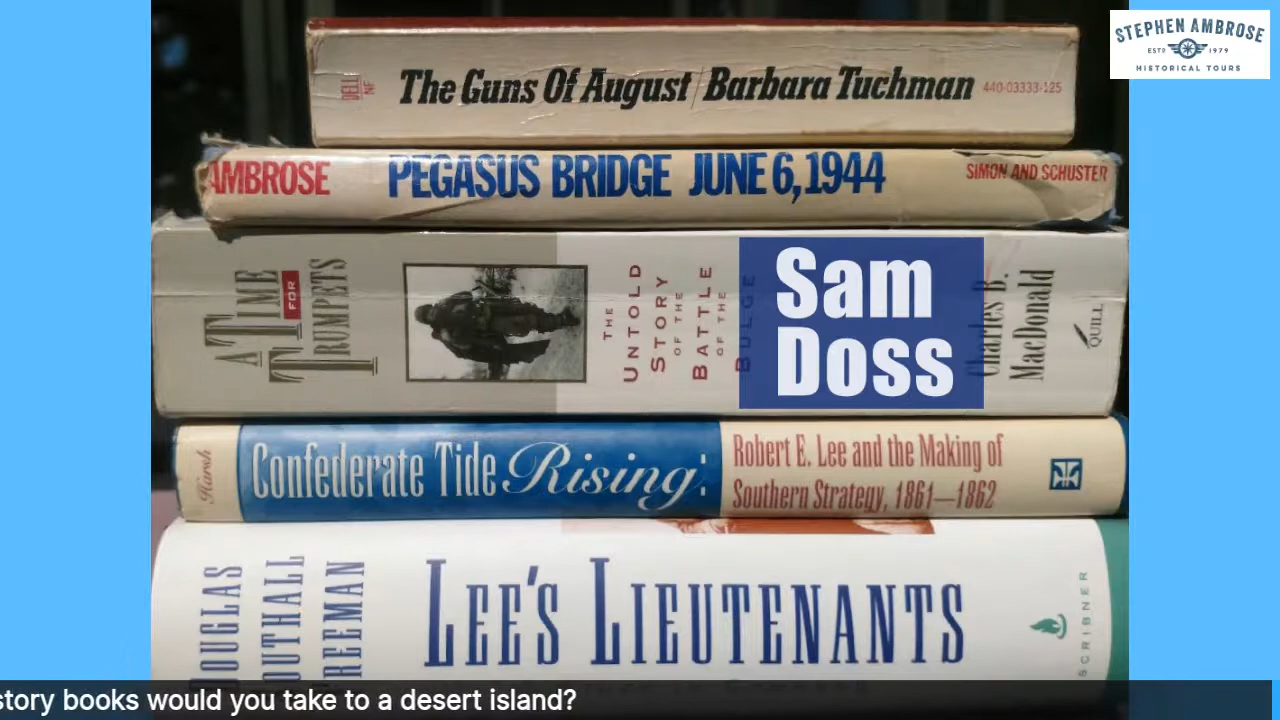 STEPHEN AMBROSE
ESTD 1979
HISTORICAL TOURS
DELL
NF
The Guns Of August / Barbara Tuchman 440-03333-125
AMBROSE PEGASUS BRIDGE JUNE 6, 1944 SIMON AND SCHUSTER
A TIME
FOR
TRUMPETS
THE
UNTOLD
STORY
OF THE
BATTLE
OF THE
BULGE
Sam
Doss
Charles B.
MacDonald
QUILL
Harsh
Confederate Tide Rising:
Robert E. Lee and the Making of
Southern Strategy, 1861—1862
DOUGLAS
OUTHALL
FREEMAN
LEE'S LIEUTENANTS
SCRIBNER
story books would you take to a desert island?